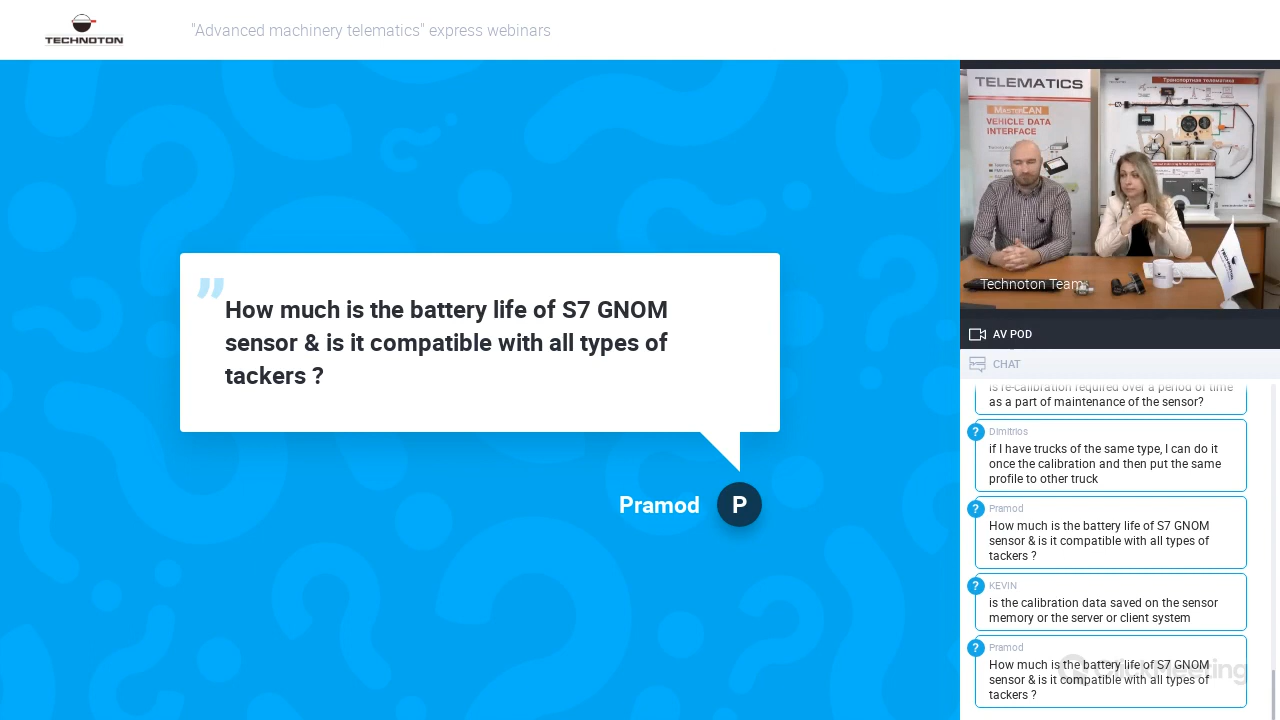 TECHNOTON
"Advanced machinery telematics" express webinars
"
How much is the battery life of S7 GNOM
sensor & is it compatible with all types of
tackers ?
Pramod
P
TELEMATICS
MasterCAN
VEHICLE DATA
INTERFACE
Транспортная телематика
Technoton Team
AV POD
CHAT
is re-calibration required over a period of time
as a part of maintenance of the sensor?
?
Dimitrios
if I have trucks of the same type, I can do it
once the calibration and then put the same
profile to other truck
?
Pramod
How much is the battery life of S7 GNOM
sensor & is it compatible with all types of
tackers ?
?
KEVIN
is the calibration data saved on the sensor
memory or the server or client system
?
Pramod
How much is the battery life of S7 GNOM
sensor & is it compatible with all types of
tackers ?
ClickMeeting